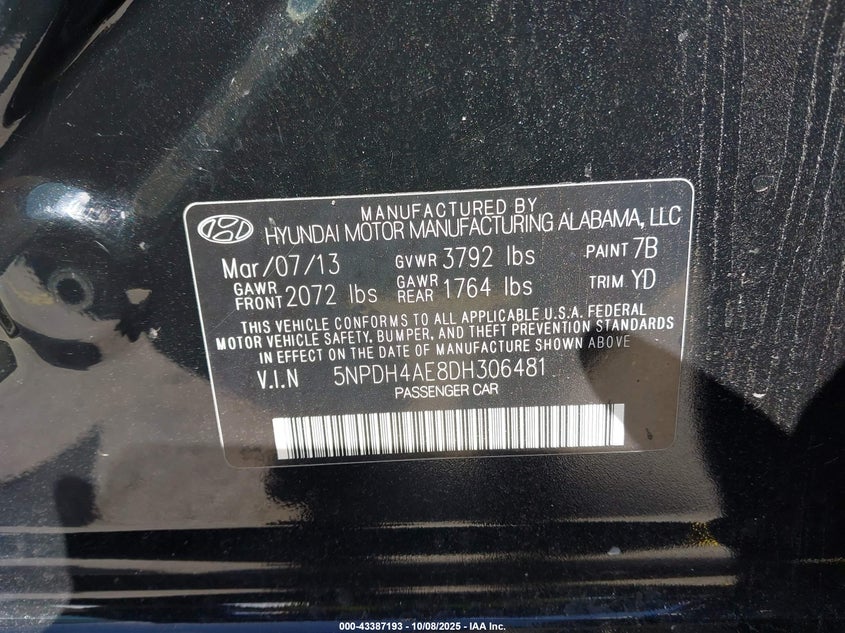 MANUFACTURED BY
HYUNDAI MOTOR MANUFACTURING ALABAMA, LLC
Mar/07/13 GVWR 3792 lbs PAINT 7B
GAWR FRONT 2072 lbs GAWR REAR 1764 lbs TRIM YD
THIS VEHICLE CONFORMS TO ALL APPLICABLE U.S.A. FEDERAL
MOTOR VEHICLE SAFETY, BUMPER, AND THEFT PREVENTION STANDARDS
IN EFFECT ON THE DATE OF MANUFACTURE SHOWN ABOVE
V.I.N 5NPDH4AE8DH306481
PASSENGER CAR
000-43387193 - 10/08/2025 - IAA Inc.